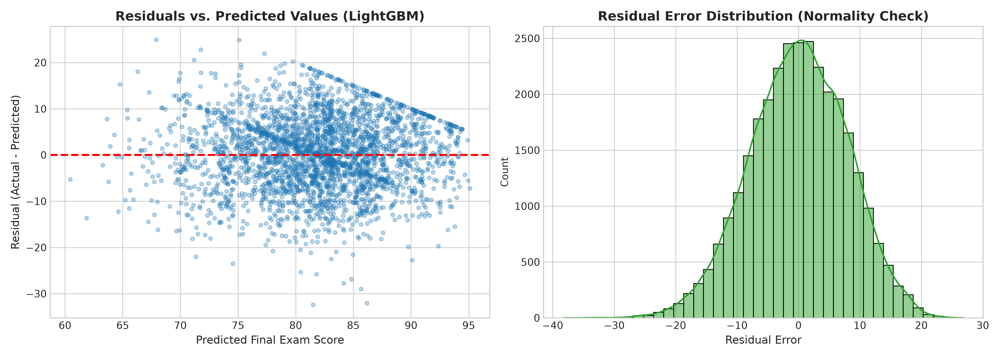 Residuals vs. Predicted Values (LightGBM)
Residual (Actual - Predicted)
20
10
0
−10
−20
−30
60 65 70 75 80 85 90 95
Predicted Final Exam Score
Residual Error Distribution (Normality Check)
Count
2500
2000
1500
1000
500
0
−40 −30 −20 −10 0 10 20 30
Residual Error